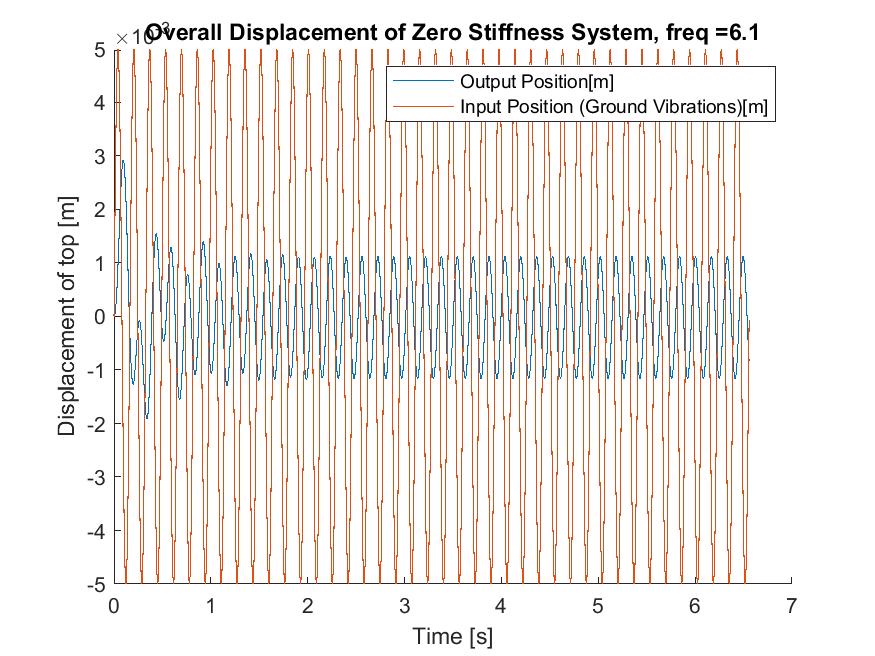 ×10-3
Overall Displacement of Zero Stiffness System, freq =6.1
Output Position[m]
Input Position (Ground Vibrations)[m]
Displacement of top [m]
5
4
3
2
1
0
-1
-2
-3
-4
-5
0 1 2 3 4 5 6 7
Time [s]